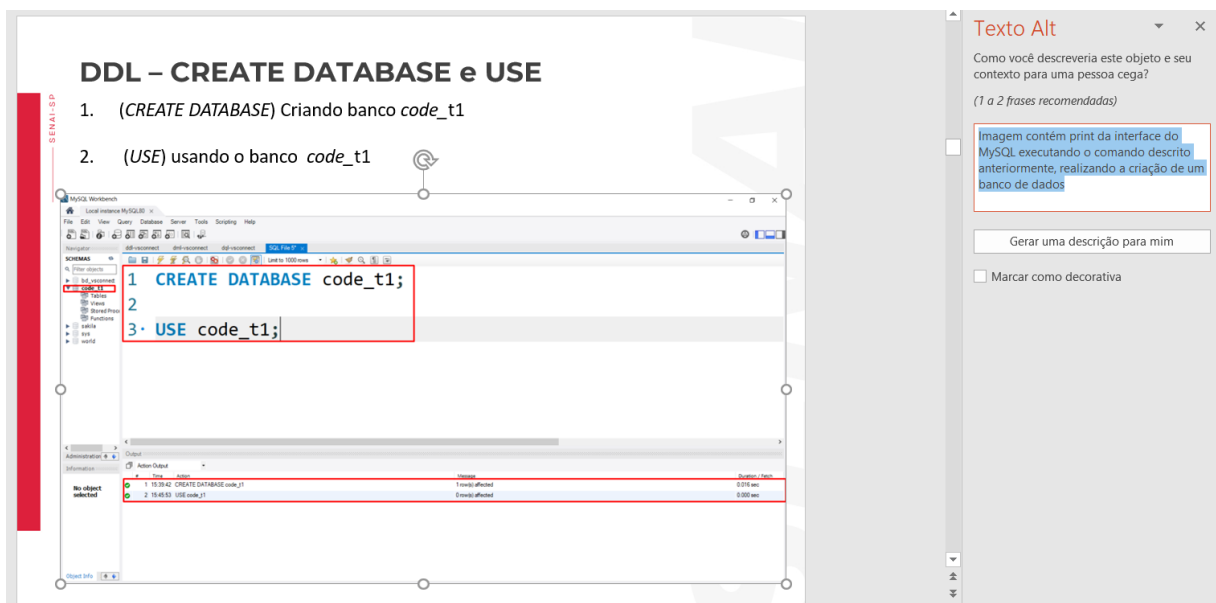 DDL – CREATE DATABASE e USE
SENAI-SP
1. (CREATE DATABASE) Criando banco code_t1
2. (USE) usando o banco code_t1
MySQL Workbench
Local instance MySQL80
File Edit View Query Database Server Tools Scripting Help
Navigator
ddl-vsconnect dml-vsconnect dql-vsconnect SQL File 5*
SCHEMAS
Limit to 1000 rows
Filter objects
bd_vsconnect
code_t1
Tables
Views
Stored Proc
Functions
sakila
sys
world
1 CREATE DATABASE code_t1;
2
3 USE code_t1;
Administration
Information
No object
selected
Object Info
Output
Action Output
# Time Action Message Duration / Fetch
1 15:39:42 CREATE DATABASE code_t1 1 row(s) affected 0.016 sec
2 15:45:53 USE code_t1 0 row(s) affected 0.000 sec
Texto Alt
Como você descreveria este objeto e seu
contexto para uma pessoa cega?
(1 a 2 frases recomendadas)
Imagem contém print da interface do
MySQL executando o comando descrito
anteriormente, realizando a criação de um
banco de dados
Gerar uma descrição para mim
Marcar como decorativa